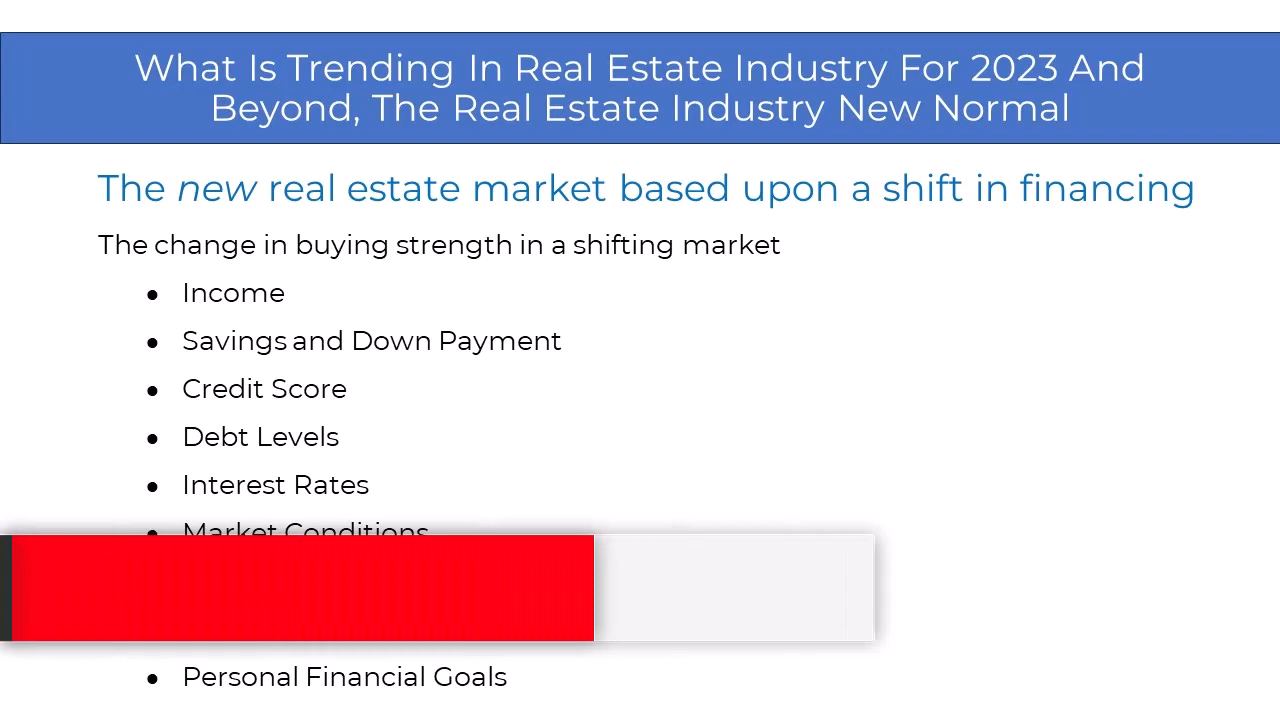 What Is Trending In Real Estate Industry For 2023 And
Beyond, The Real Estate Industry New Normal
The new real estate market based upon a shift in financing
The change in buying strength in a shifting market
• Income
• Savings and Down Payment
• Credit Score
• Debt Levels
• Interest Rates
• Market Conditions
• Personal Financial Goals